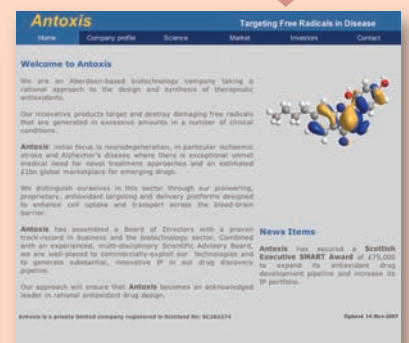 Antoxis
Targeting Free Radicals in Disease
Home Company profile Science Market Investors Contact
Welcome to Antoxis
We are an Aberdeen-based biotechnology company taking a
rational approach to the design and synthesis of therapeutic
antioxidants.
Our innovative products target and destroy damaging free radicals
that are generated in excessive amounts in a number of clinical
conditions.
Antoxis' initial focus is neurodegeneration, in particular ischaemic
stroke and Alzheimer's disease where there is exceptional unmet
medical need for novel treatment approaches and an estimated
£1bn global marketplace for emerging drugs.
We distinguish ourselves in this sector through our pioneering,
proprietary, antioxidant targeting and delivery platforms designed
to enhance cell uptake and transport across the blood-brain
barrier.
Antoxis has assembled a Board of Directors with a proven
track-record in business and the biotechnology sector. Combined
with an experienced, multi-disciplinary Scientific Advisory Board,
we are well-placed to commercially-exploit our technologies and
to generate substantial, innovative IP in our drug discovery
pipeline.
Our approach will ensure that Antoxis becomes an acknowledged
leader in rational antioxidant drug design.
News Items
Antoxis has secured a Scottish
Executive SMART Award of £75,000
to expand its antioxidant drug
development pipeline and increase its
IP portfolio.
Antoxis is a private limited company registered in Scotland No: SC282274
Updated 14-Nov-2007